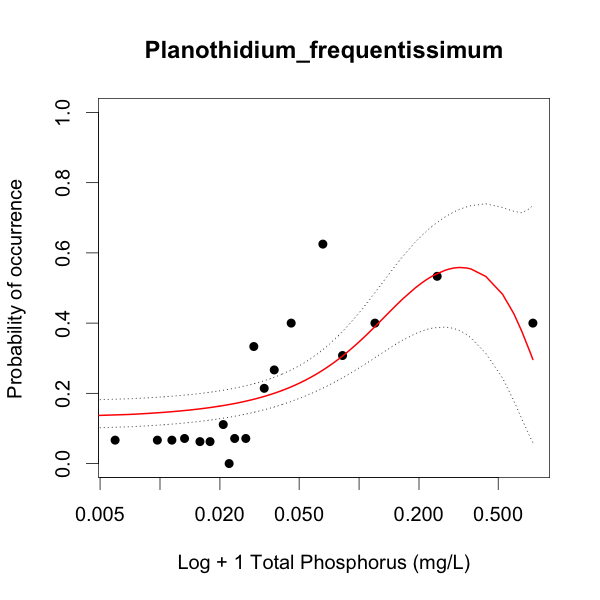 Planothidium_frequentissimum
Probability of occurrence
1.0
0.8
0.6
0.4
0.2
0.0
0.005 0.020 0.050 0.200 0.500
Log + 1 Total Phosphorus (mg/L)